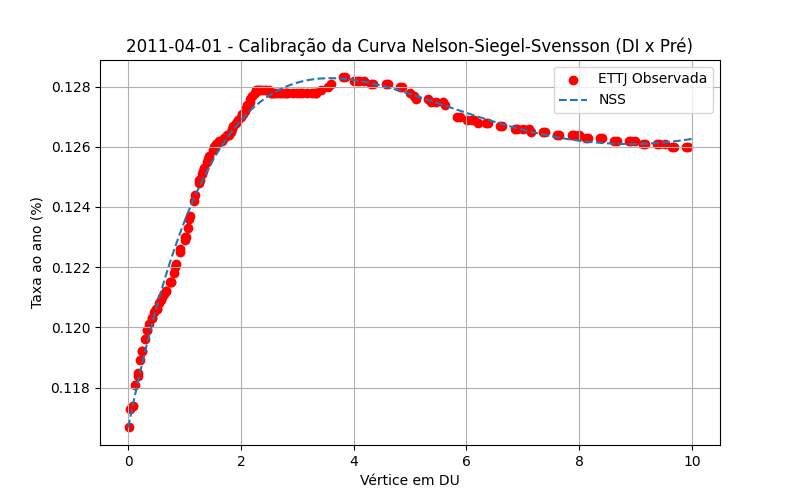 2011-04-01 - Calibração da Curva Nelson-Siegel-Svensson (DI x Pré)
ETTJ Observada
NSS
Taxa ao ano (%)
0.128
0.126
0.124
0.122
0.120
0.118
0 2 4 6 8 10
Vértice em DU